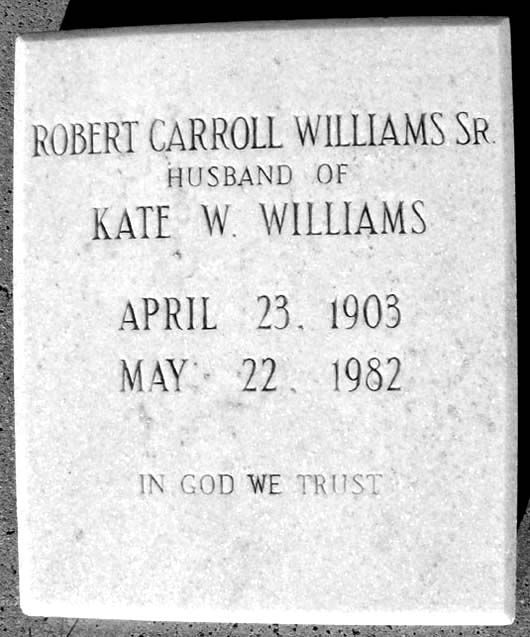 ROBERT CARROLL WILLIAMS SR.
HUSBAND OF
KATE W. WILLIAMS
APRIL 23, 1903
MAY 22, 1982
IN GOD WE TRUST